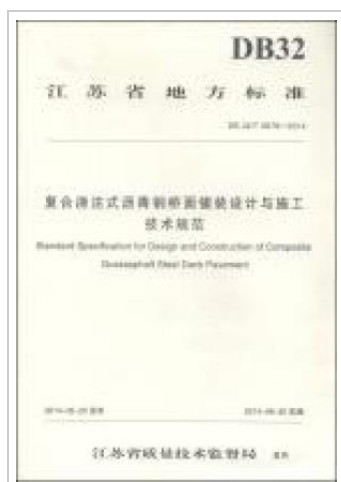 DB32
江苏省地方标准
复合浇注式沥青钢桥面铺装设计与施工
技术规范
Standard Specification for Design and Construction of Composite
Gussasphalt Steel Deck Pavement
江苏省质量技术监督局 发布